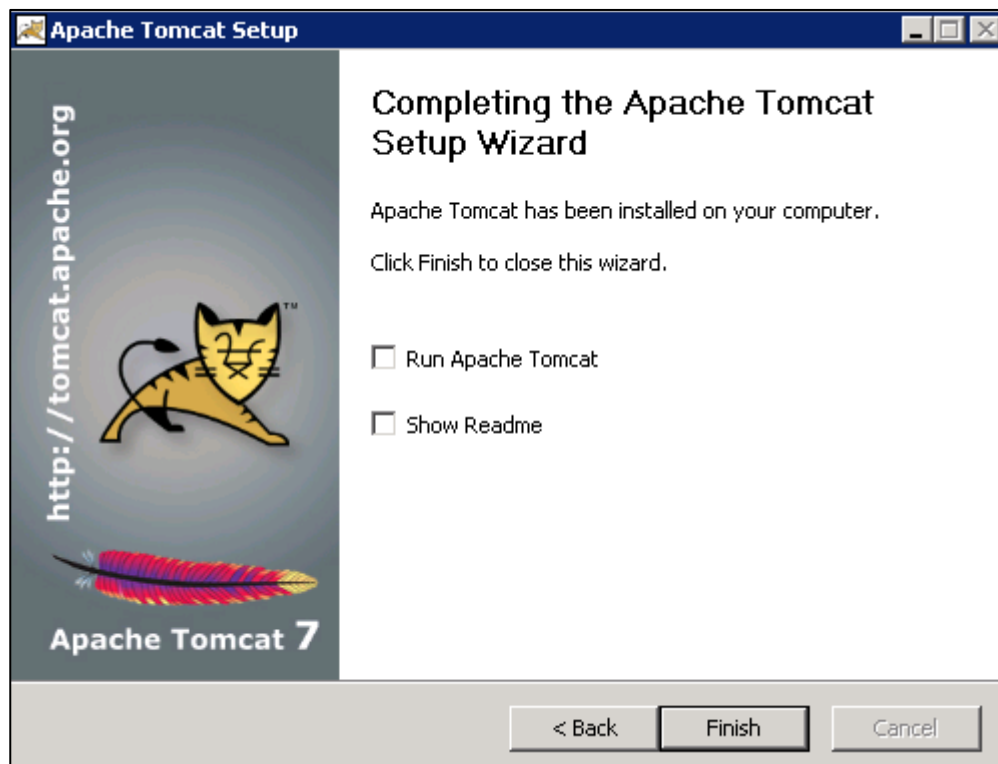 Apache Tomcat Setup
http://tomcat.apache.org
TM
Apache Tomcat 7
Completing the Apache Tomcat
Setup Wizard
Apache Tomcat has been installed on your computer.
Click Finish to close this wizard.
Run Apache Tomcat
Show Readme
< Back
Finish
Cancel